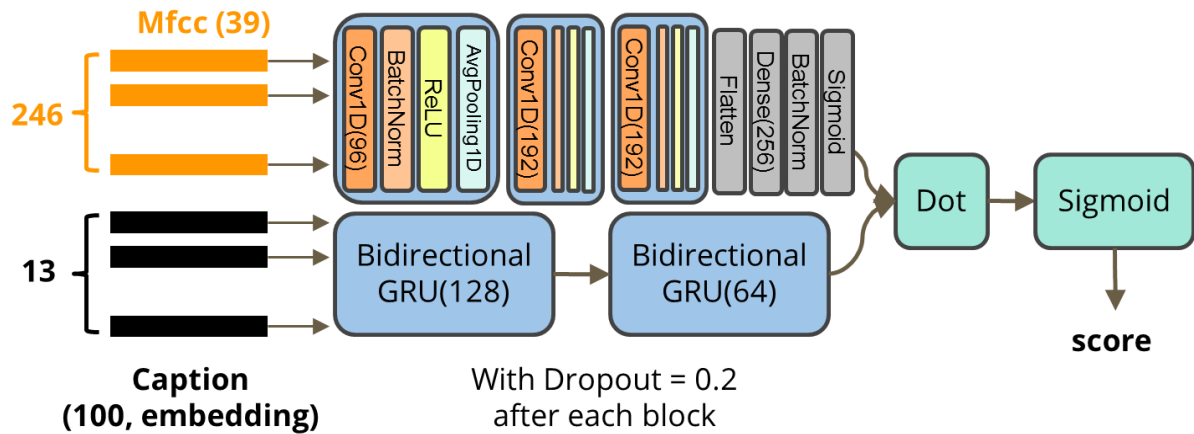 Mfcc (39)
246
Conv1D(96)
BatchNorm
ReLU
AvgPooling1D
Conv1D(192)
Conv1D(192)
Flatten
Dense(256)
BatchNorm
Sigmoid
Dot
Sigmoid
13
Bidirectional
GRU(128)
Bidirectional
GRU(64)
score
Caption
(100, embedding)
With Dropout = 0.2
after each block